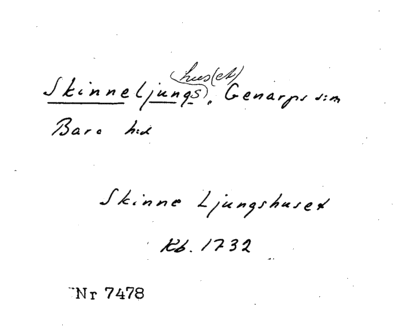 hus(et)
Skinneljungs), Genarps sn
Bara hd
Skinne Ljungshuset
Kb. 1732
Nr 7478